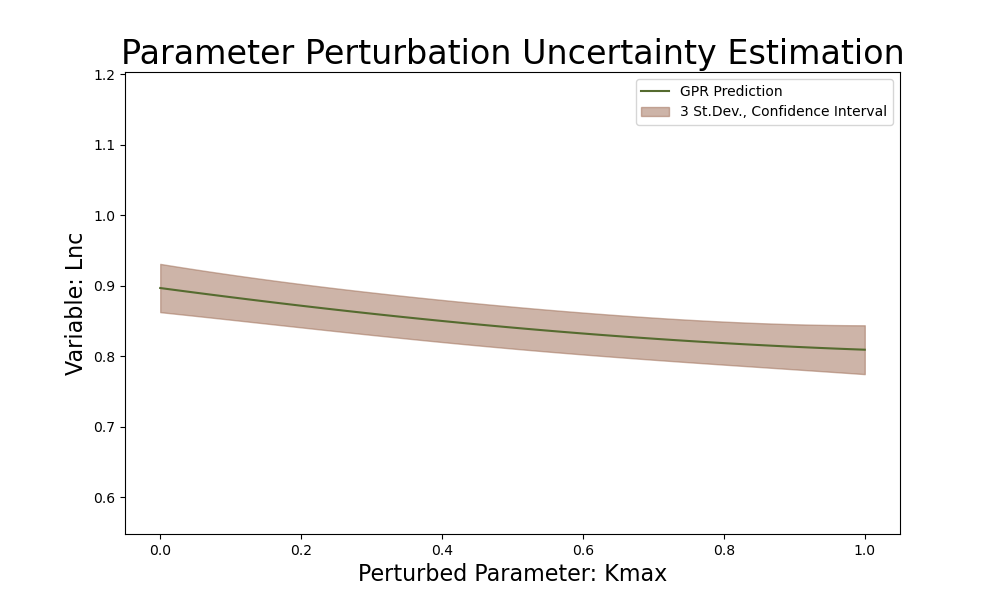 Parameter Perturbation Uncertainty Estimation
GPR Prediction
3 St.Dev., Confidence Interval
Variable: Lnc
1.2
1.1
1.0
0.9
0.8
0.7
0.6
0.0 0.2 0.4 0.6 0.8 1.0
Perturbed Parameter: Kmax